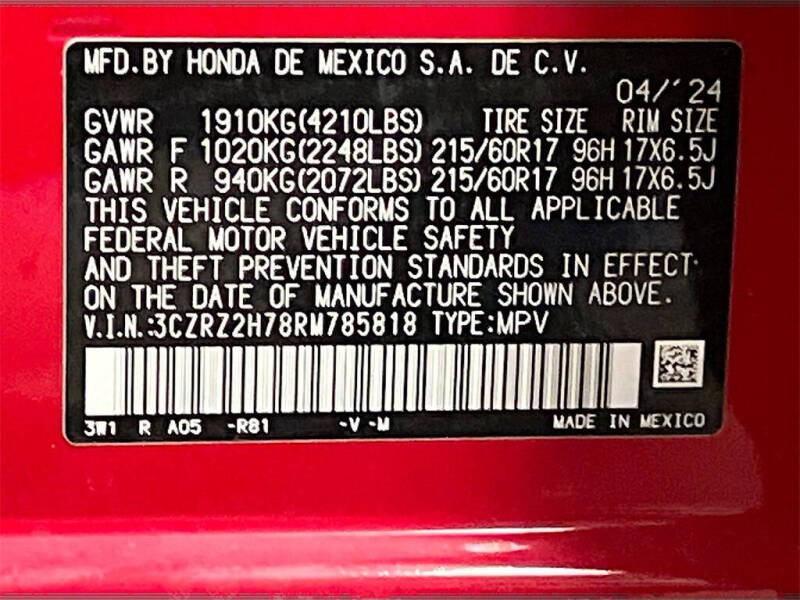 MFD.BY HONDA DE MEXICO S.A. DE C.V.
04/'24
GVWR 1910KG(4210LBS) TIRE SIZE RIM SIZE
GAWR F 1020KG(2248LBS) 215/60R17 96H 17X6.5J
GAWR R 940KG(2072LBS) 215/60R17 96H 17X6.5J
THIS VEHICLE CONFORMS TO ALL APPLICABLE
FEDERAL MOTOR VEHICLE SAFETY
AND THEFT PREVENTION STANDARDS IN EFFECT
ON THE DATE OF MANUFACTURE SHOWN ABOVE.
V.I.N.:3CZRZ2H78RM785818 TYPE:MPV
3W1 R A05 -R81 -V -M MADE IN MEXICO